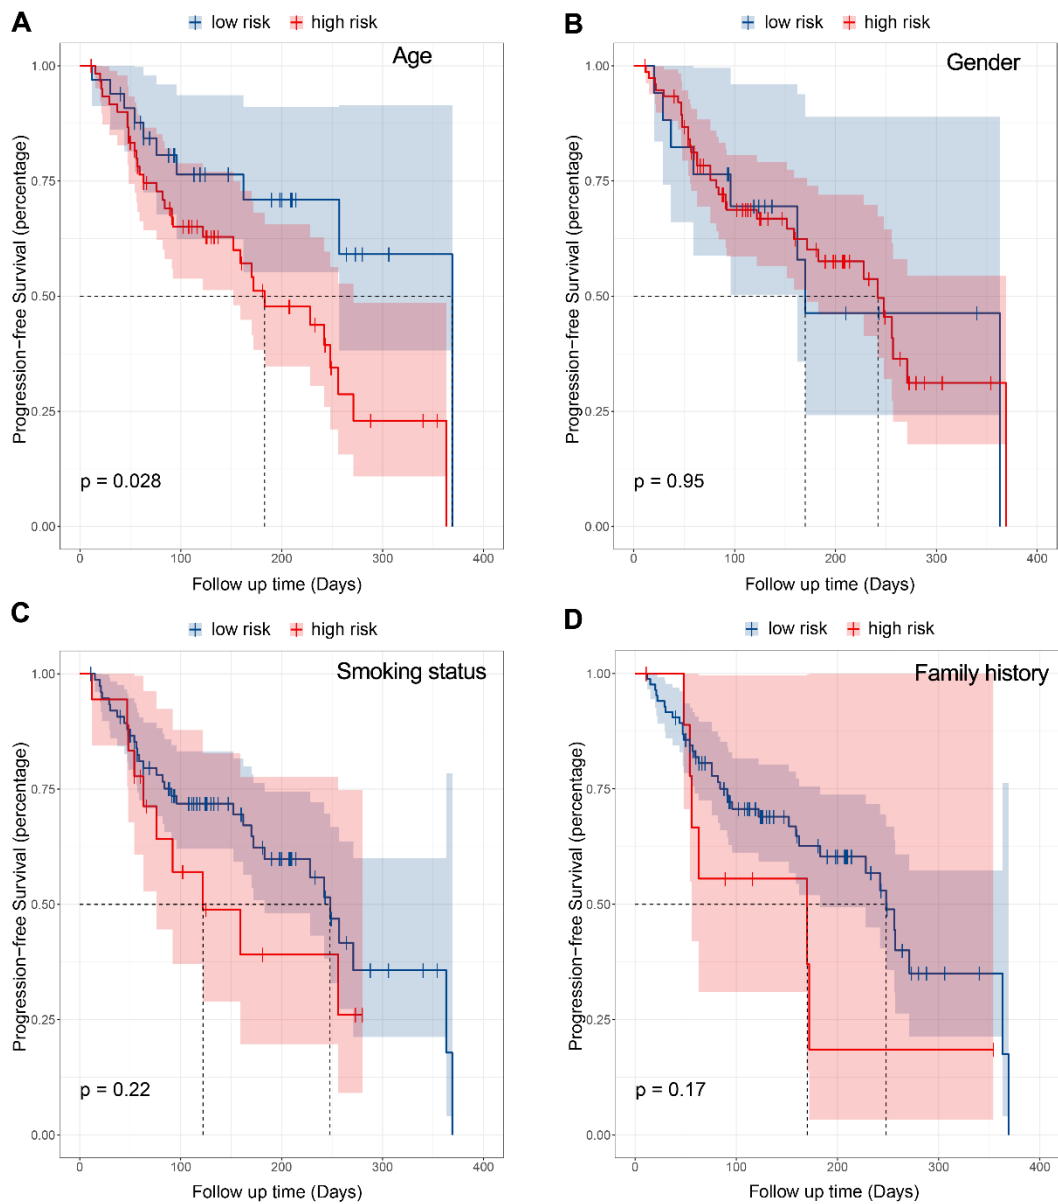 A
low risk high risk
Age
Progression−free Survival (percentage)
1.00
0.75
0.50
0.25
0.00
p = 0.028
0 100 200 300 400
Follow up time (Days)
B
low risk high risk
Gender
Progression−free Survival (percentage)
1.00
0.75
0.50
0.25
0.00
p = 0.95
0 100 200 300 400
Follow up time (Days)
C
low risk high risk
Smoking status
Progression−free Survival (percentage)
1.00
0.75
0.50
0.25
0.00
p = 0.22
0 100 200 300 400
Follow up time (Days)
D
low risk high risk
Family history
Progression−free Survival (percentage)
1.00
0.75
0.50
0.25
0.00
p = 0.17
0 100 200 300 400
Follow up time (Days)